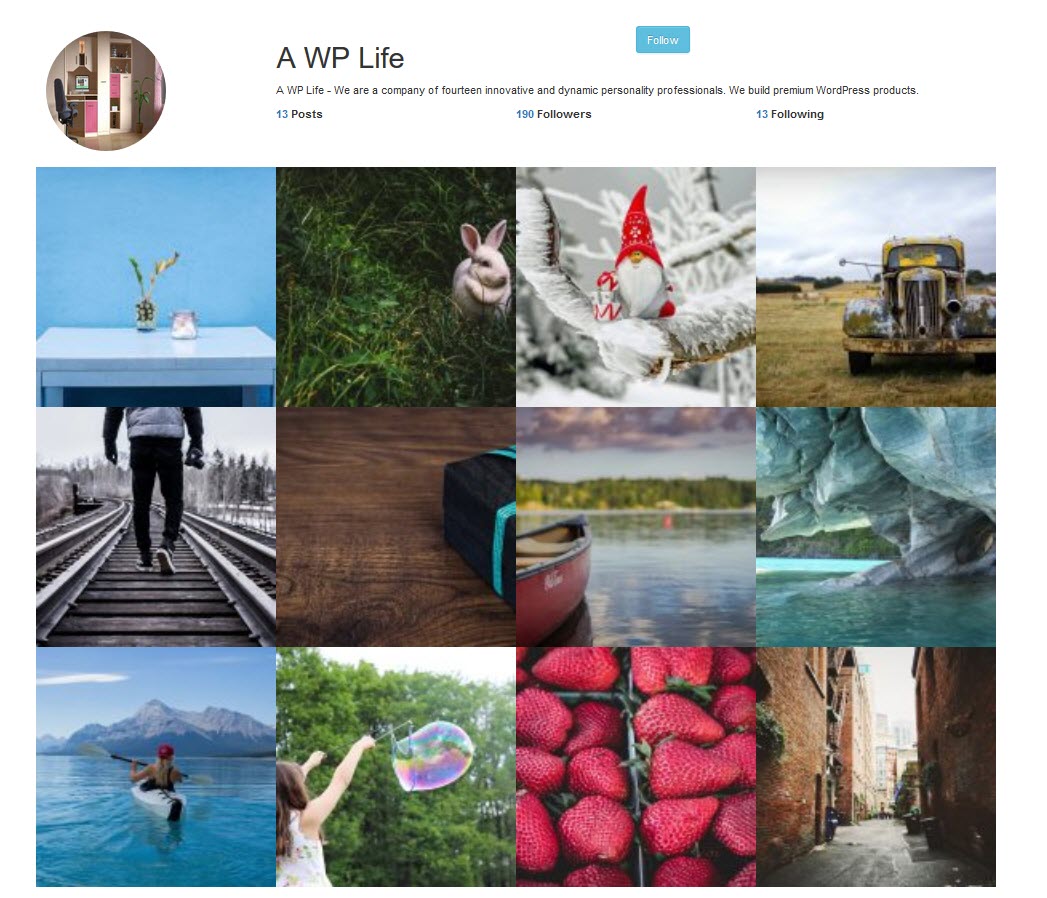 A WP Life
Follow
A WP Life - We are a company of fourteen innovative and dynamic personality professionals. We build premium WordPress products.
13 Posts
190 Followers
13 Following